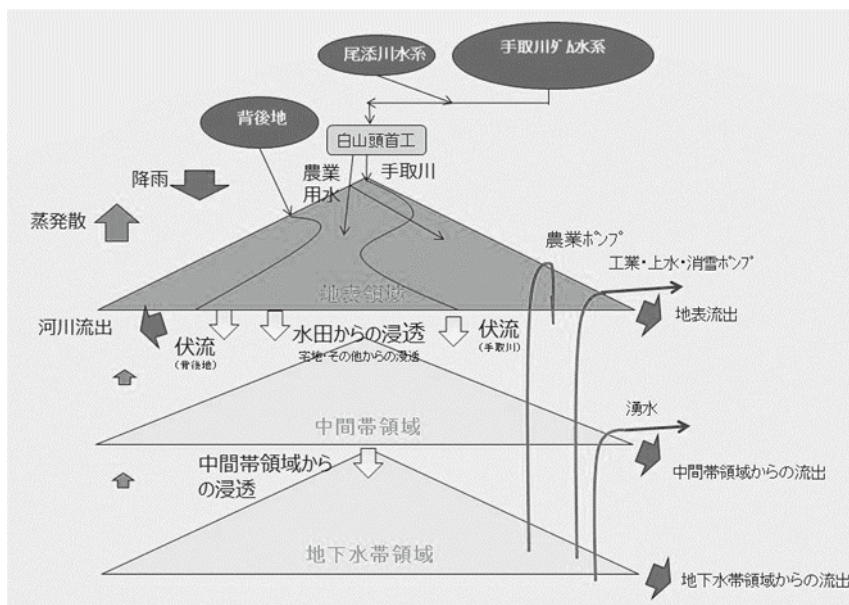 尾添川水系
手取川ダム水系
背後地
白山頭首工
降雨
農業
用水
手取川
蒸発散
農業ポンプ
工業・上水・消雪ポンプ
地表領域
河川流出
伏流
(背後地)
水田からの浸透
宅地・その他からの浸透
伏流
(手取川)
地表流出
湧水
中間帯領域
中間帯領域から
の浸透
中間帯領域からの流出
地下水帯領域
地下水帯領域からの流出